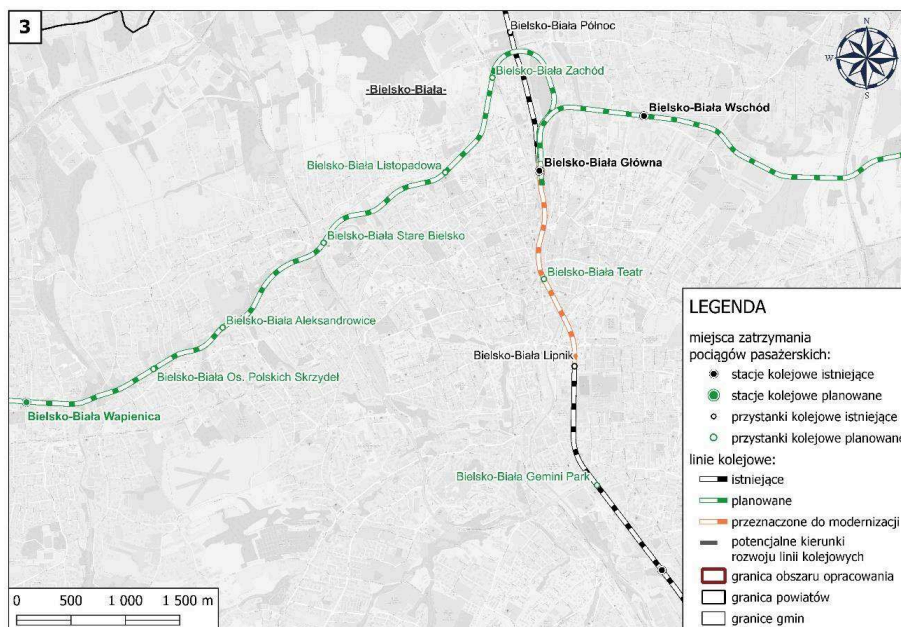 3
Bielsko-Biała Północ
N
W
E
S
Bielsko-Biała Zachód
-Bielsko-Biała-
Bielsko-Biała Wschód
Bielsko-Biała Listopadowa
Bielsko-Biała Główna
Bielsko-Biała Stare Bielsko
Bielsko-Biała Teatr
Bielsko-Biała Aleksandrowice
Bielsko-Biała Lipnik
Bielsko-Biała Os. Polskich Skrzydeł
Bielsko-Biała Wapienica
Bielsko-Biała Gemini Park
LEGENDA
miejsca zatrzymania
pociągów pasażerskich:
stacje kolejowe istniejące
stacje kolejowe planowane
przystanki kolejowe istniejące
przystanki kolejowe planowane
linie kolejowe:
istniejące
planowane
przeznaczone do modernizacji
potencjalne kierunki
rozwoju linii kolejowych
granica obszaru opracowania
granica powiatów
granice gmin
0 500 1 000 1 500 m